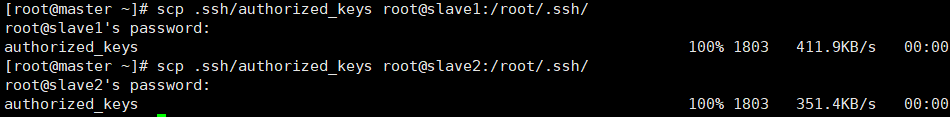 [root@master ~]# scp .ssh/authorized_keys root@slave1:/root/.ssh/
root@slave1's password:
authorized_keys 100% 1803 411.9KB/s 00:00
[root@master ~]# scp .ssh/authorized_keys root@slave2:/root/.ssh/
root@slave2's password:
authorized_keys 100% 1803 351.4KB/s 00:00